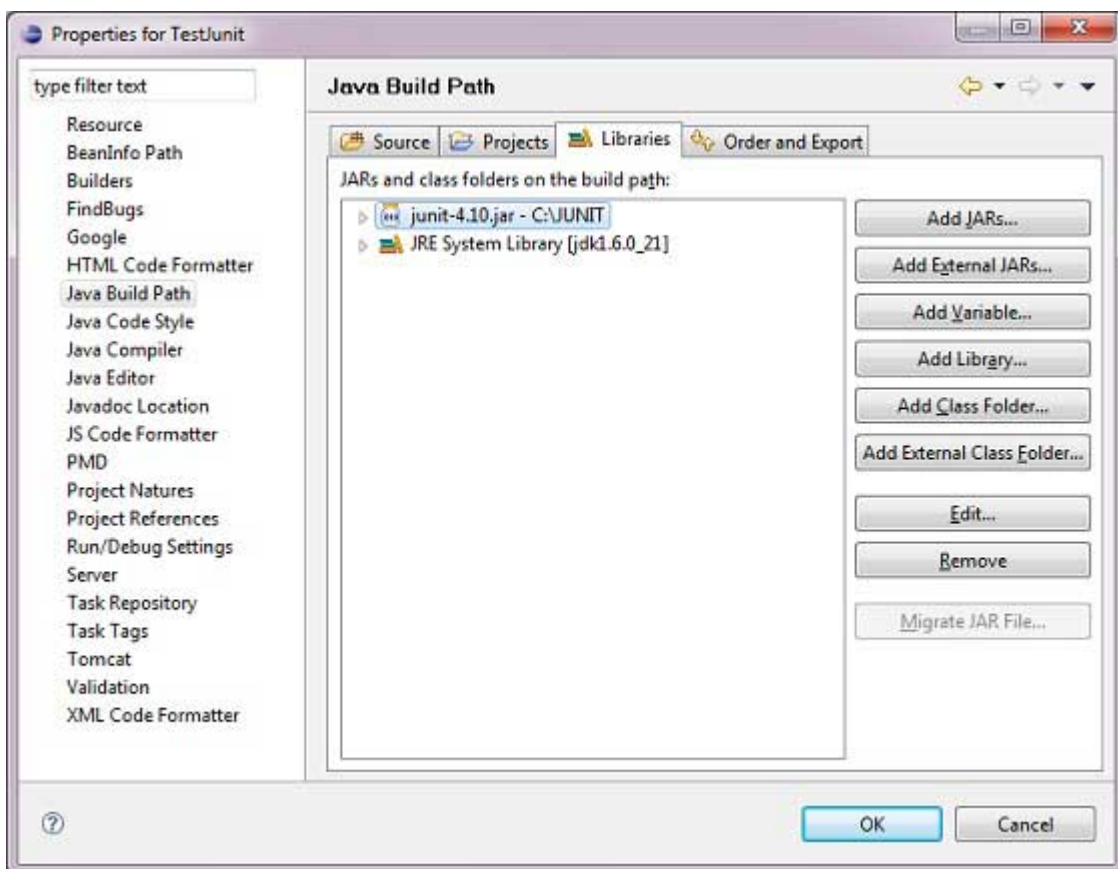 Properties for TestJunit
type filter text
Resource
BeanInfo Path
Builders
FindBugs
Google
HTML Code Formatter
Java Build Path
Java Code Style
Java Compiler
Java Editor
Javadoc Location
JS Code Formatter
PMD
Project Natures
Project References
Run/Debug Settings
Server
Task Repository
Task Tags
Tomcat
Validation
XML Code Formatter
Java Build Path
Source Projects Libraries Order and Export
JARs and class folders on the build path:
junit-4.10.jar - C:\JUNIT
JRE System Library [jdk1.6.0_21]
Add JARs...
Add External JARs...
Add Variable...
Add Library...
Add Class Folder...
Add External Class Folder...
Edit...
Remove
Migrate JAR File...
?
OK Cancel